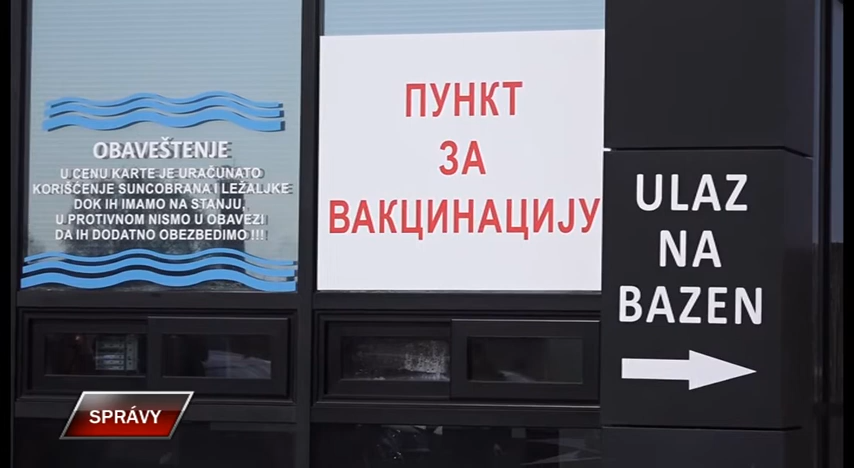 OBAVEŠTENJE
U CENU KARTE JE URAČUNATO
KORIŠĆENJE SUNCOBRANA I LEŽALJKE
DOK IH IMAMO NA STANJU,
U PROTIVNOM NISMO U OBAVEZI
DA IH DODATNO OBEZBEDIMO !!!
ПУНКТ
ЗА
ВАКЦИНАЦИЈУ
ULAZ
NA
BAZEN
SPRÁVY